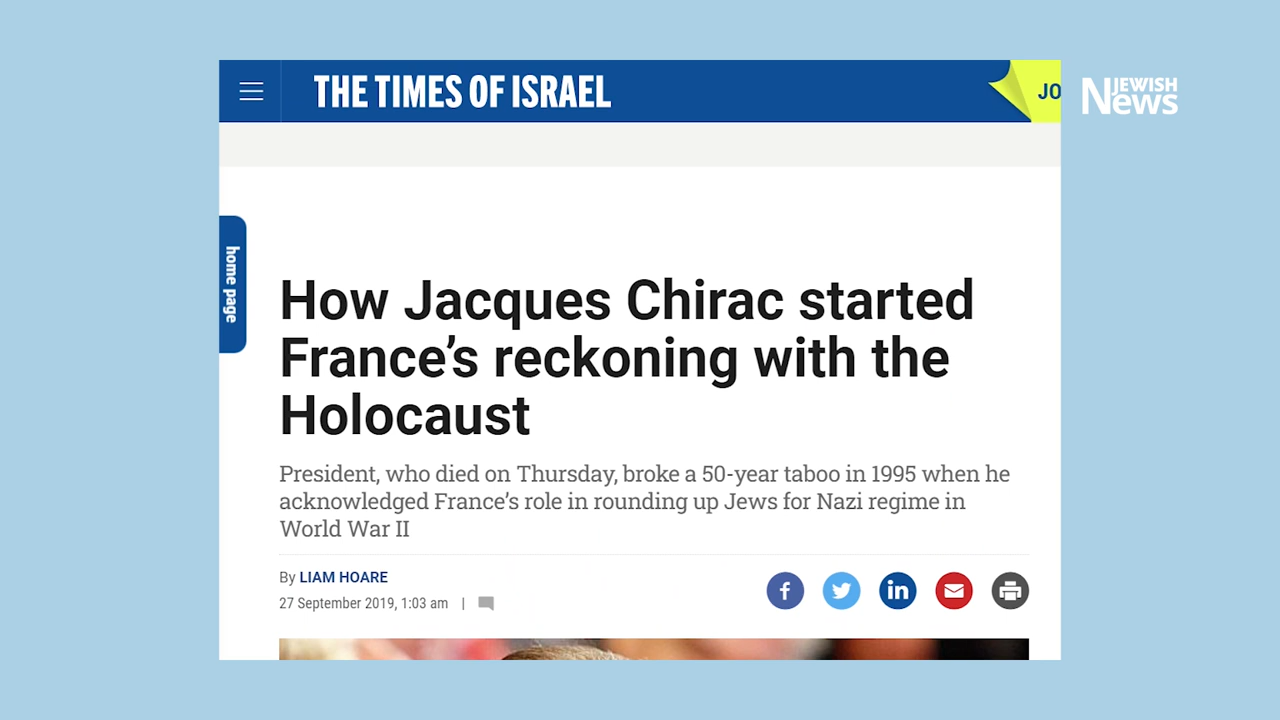 THE TIMES OF ISRAEL
JO
JEWISH
News
home page
How Jacques Chirac started
France’s reckoning with the
Holocaust
President, who died on Thursday, broke a 50-year taboo in 1995 when he
acknowledged France’s role in rounding up Jews for Nazi regime in
World War II
By LIAM HOARE
27 September 2019, 1:03 am |
f
in